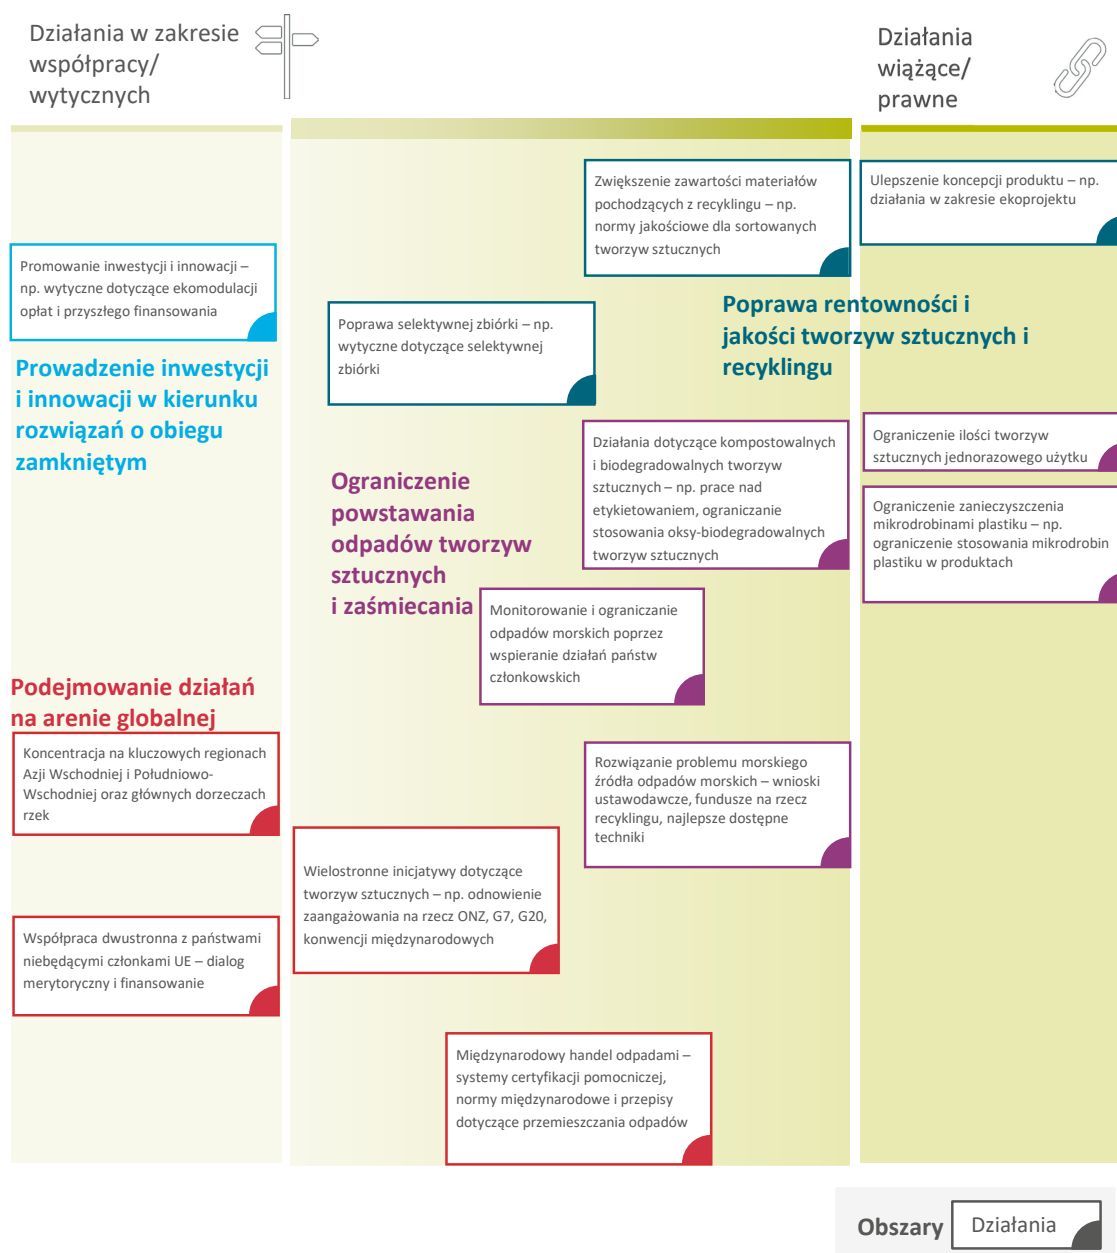 Działania w zakresie
współpracy/
wytycznych
Działania
wiążące/
prawne
Zwiększenie zawartości materiałów
pochodzących z recyklingu – np.
normy jakościowe dla sortowanych
tworzyw sztucznych
Ulepszenie koncepcji produktu – np.
działania w zakresie ekoprojektu
Promowanie inwestycji i innowacji –
np. wytyczne dotyczące ekomodulacji
opłat i przyszłego finansowania
Poprawa selektywnej zbiórki – np.
wytyczne dotyczące selektywnej
zbiórki
Poprawa rentowności i
jakości tworzyw sztucznych i
recyklingu
Prowadzenie inwestycji
i innowacji w kierunku
rozwiązań o obiegu
zamkniętym
Działania dotyczące kompostowalnych
i biodegradowalnych tworzyw
sztucznych – np. prace nad
etykietowaniem, ograniczanie
stosowania oksy-biodegradowalnych
tworzyw sztucznych
Ograniczenie ilości tworzyw
sztucznych jednorazowego użytku
Ograniczenie
powstawania
odpadów tworzyw
sztucznych
i zaśmiecania
Ograniczenie zanieczyszczenia
mikrodrobinami plastiku – np.
ograniczenie stosowania mikrodrobin
plastiku w produktach
Monitorowanie i ograniczanie
odpadów morskich poprzez
wspieranie działań państw
członkowskich
Podejmowanie działań
na arenie globalnej
Koncentracja na kluczowych regionach
Azji Wschodniej i Południowo-
Wschodniej oraz głównych dorzeczach
rzek
Rozwiązanie problemu morskiego
źródła odpadów morskich – wnioski
ustawodawcze, fundusze na rzecz
recyklingu, najlepsze dostępne
techniki
Wielostronne inicjatywy dotyczące
tworzyw sztucznych – np. odnowienie
zaangażowania na rzecz ONZ, G7, G20,
konwencji międzynarodowych
Współpraca dwustronna z państwami
niebędącymi członkami UE – dialog
merytoryczny i finansowanie
Międzynarodowy handel odpadami –
systemy certyfikacji pomocniczej,
normy międzynarodowe i przepisy
dotyczące przemieszczania odpadów
Obszary
Działania